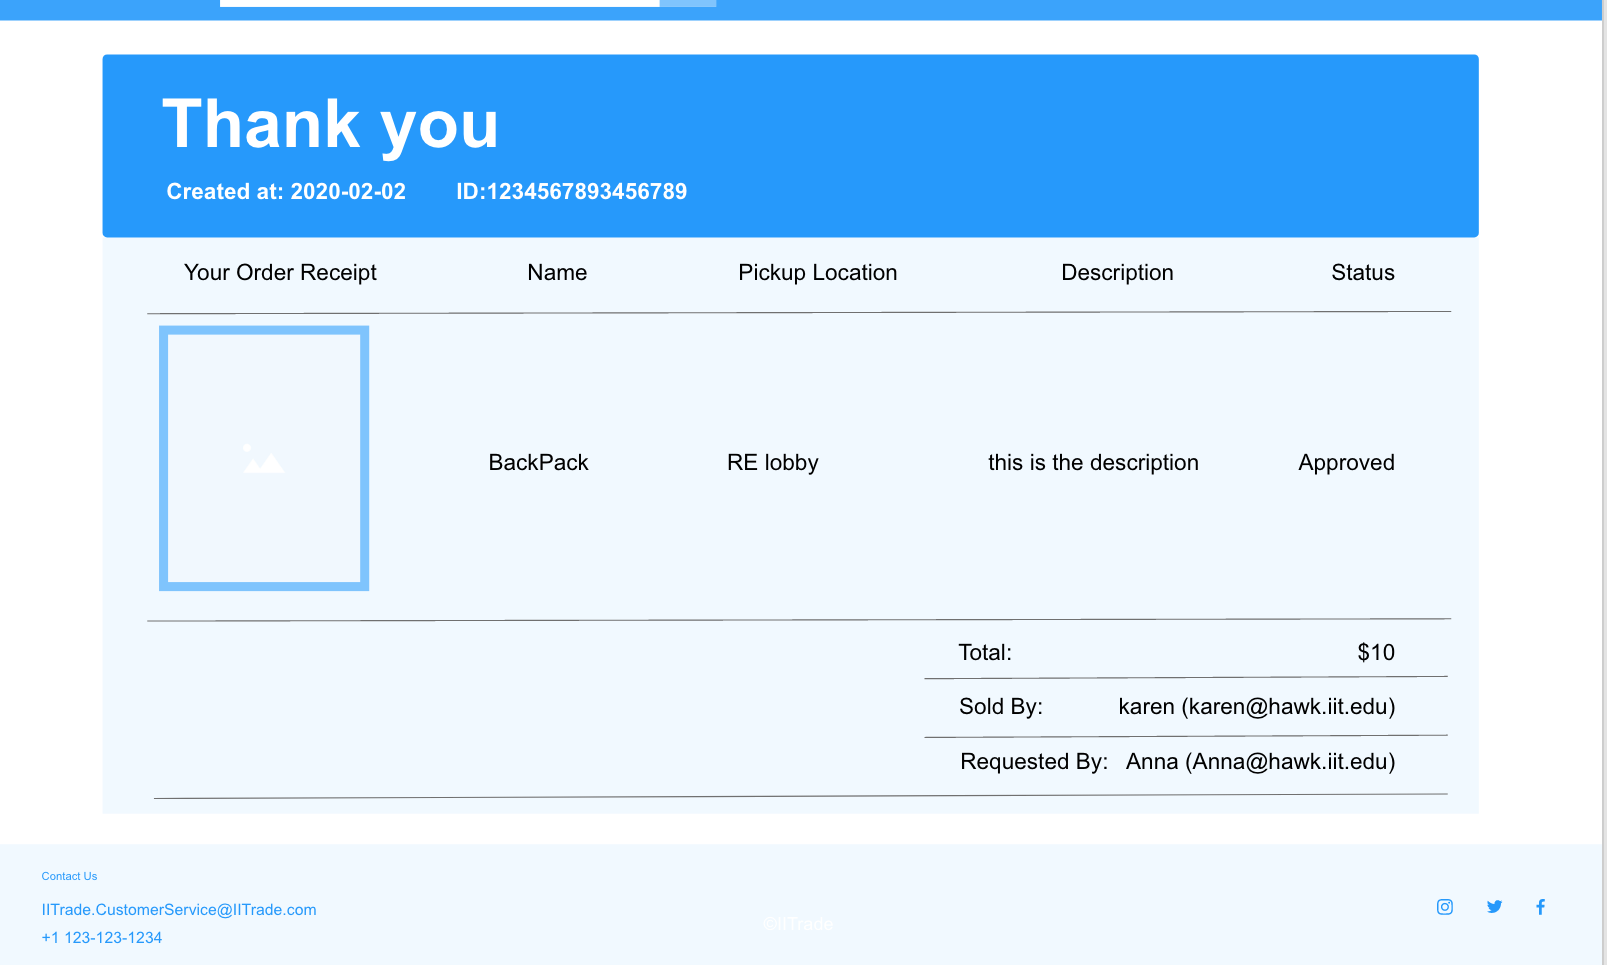 Thank you
Created at: 2020-02-02 ID:1234567893456789
Your Order Receipt Name Pickup Location Description Status
BackPack RE lobby this is the description Approved
Total: $10
Sold By: karen (karen@hawk.iit.edu)
Requested By: Anna (Anna@hawk.iit.edu)
Contact Us
IITrade.CustomerService@IITrade.com
©IITrade
+1 123-123-1234